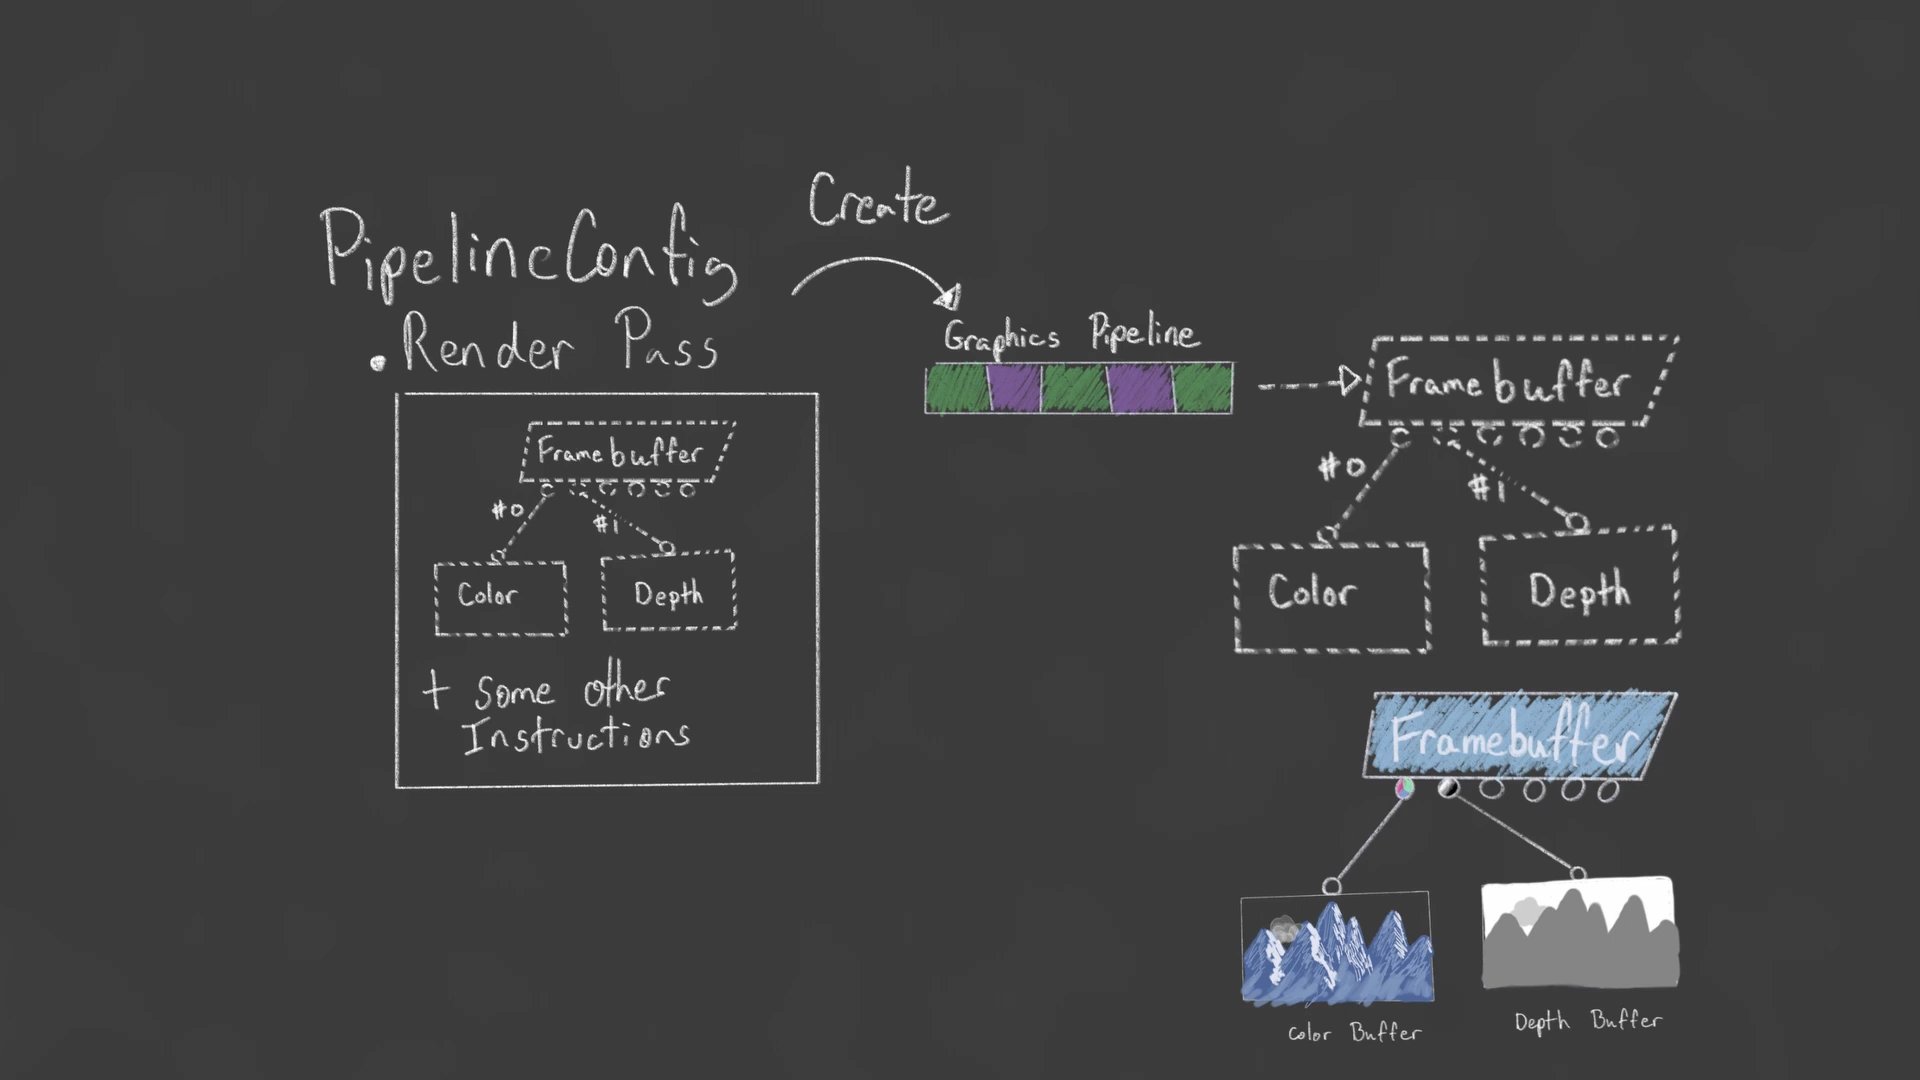 Create
PipelineConfig
. Render Pass
Framebuffer
#0
#1
Color
Depth
+ some other
Instructions
Graphics Pipeline
Framebuffer
#0
#1
Color
Depth
Framebuffer
Color Buffer
Depth Buffer